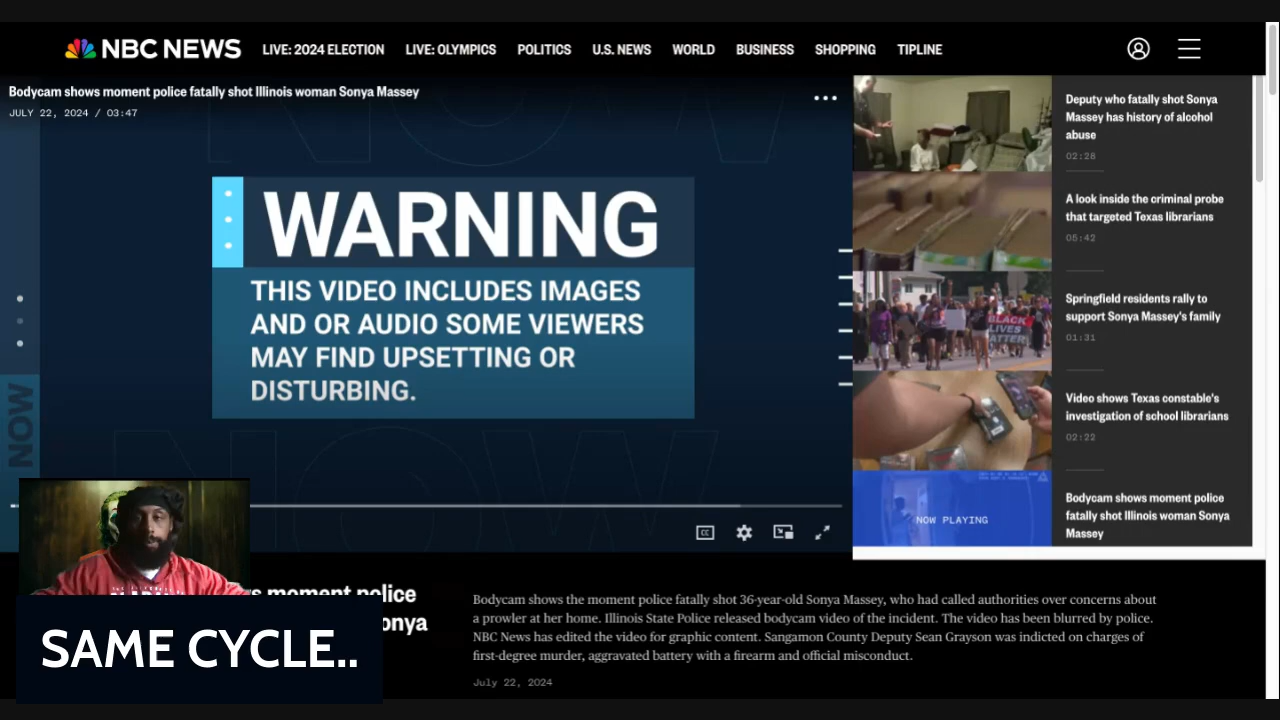 NBC NEWS LIVE: 2024 ELECTION LIVE: OLYMPICS POLITICS U.S. NEWS WORLD BUSINESS SHOPPING TIPLINE
Bodycam shows moment police fatally shot Illinois woman Sonya Massey
JULY 22, 2024 / 03:47
NOW
WARNING
THIS VIDEO INCLUDES IMAGES
AND OR AUDIO SOME VIEWERS
MAY FIND UPSETTING OR
DISTURBING.
NOW
NOW
CC
Deputy who fatally shot Sonya
Massey has history of alcohol
abuse
02:28
A look inside the criminal probe
that targeted Texas librarians
05:42
BLACK
LIVES
MATTER
Springfield residents rally to
support Sonya Massey's family
01:31
Video shows Texas constable's
investigation of school librarians
02:22
NOW PLAYING
Bodycam shows moment police
fatally shot Illinois woman Sonya
Massey
s moment police
onya
SAME CYCLE..
Bodycam shows the moment police fatally shot 36-year-old Sonya Massey, who had called authorities over concerns about
a prowler at her home. Illinois State Police released bodycam video of the incident. The video has been blurred by police.
NBC News has edited the video for graphic content. Sangamon County Deputy Sean Grayson was indicted on charges of
first-degree murder, aggravated battery with a firearm and official misconduct.
July 22, 2024